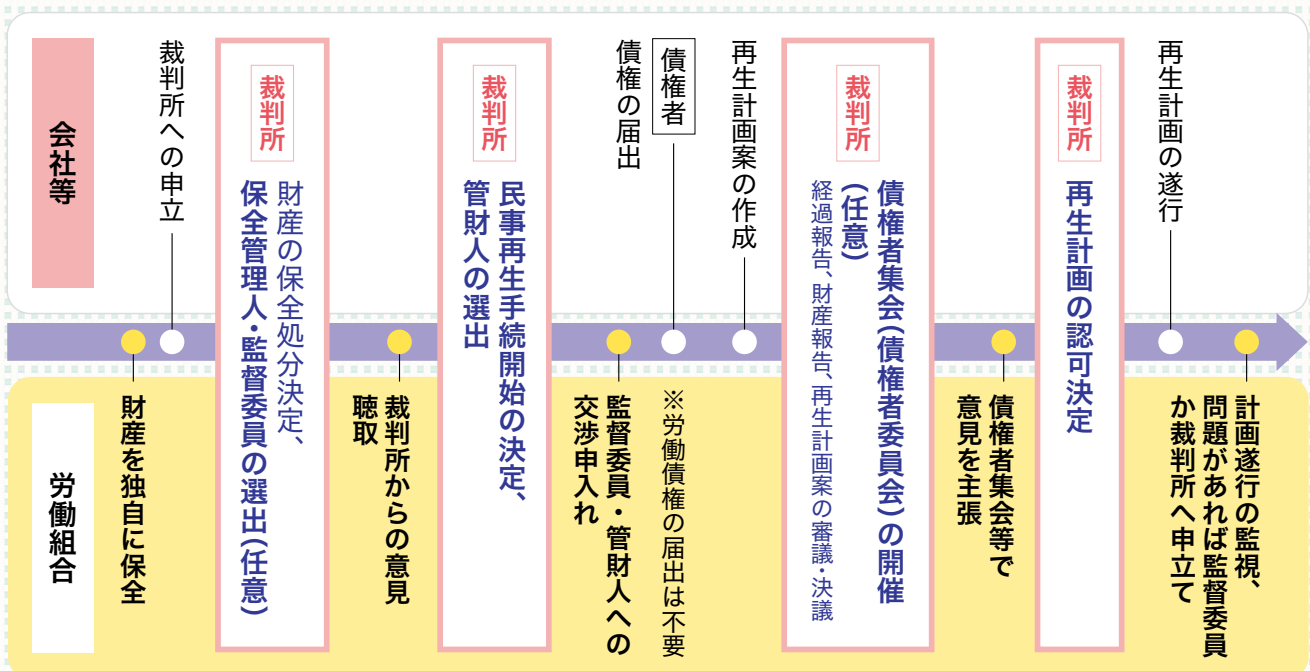 会社等
裁判所への申立
裁判所
財産の保全処分決定、
保全管理人・監督委員の選出(任意)
裁判所
民事再生手続開始の決定、
管財人の選出
債権者
債権の届出
再生計画案の作成
裁判所
債権者集会(債権者委員会)の開催
(任意)
経過報告、財産報告、再生計画案の審議・決議
裁判所
再生計画の認可決定
再生計画の遂行
労働組合
財産を独自に保全
裁判所からの意見
聴取
監督委員・管財人への
交渉申入れ
※労働債権の届出は不要
債権者集会等で
意見を主張
計画遂行の監視、
問題があれば監督委員
か裁判所へ申立て